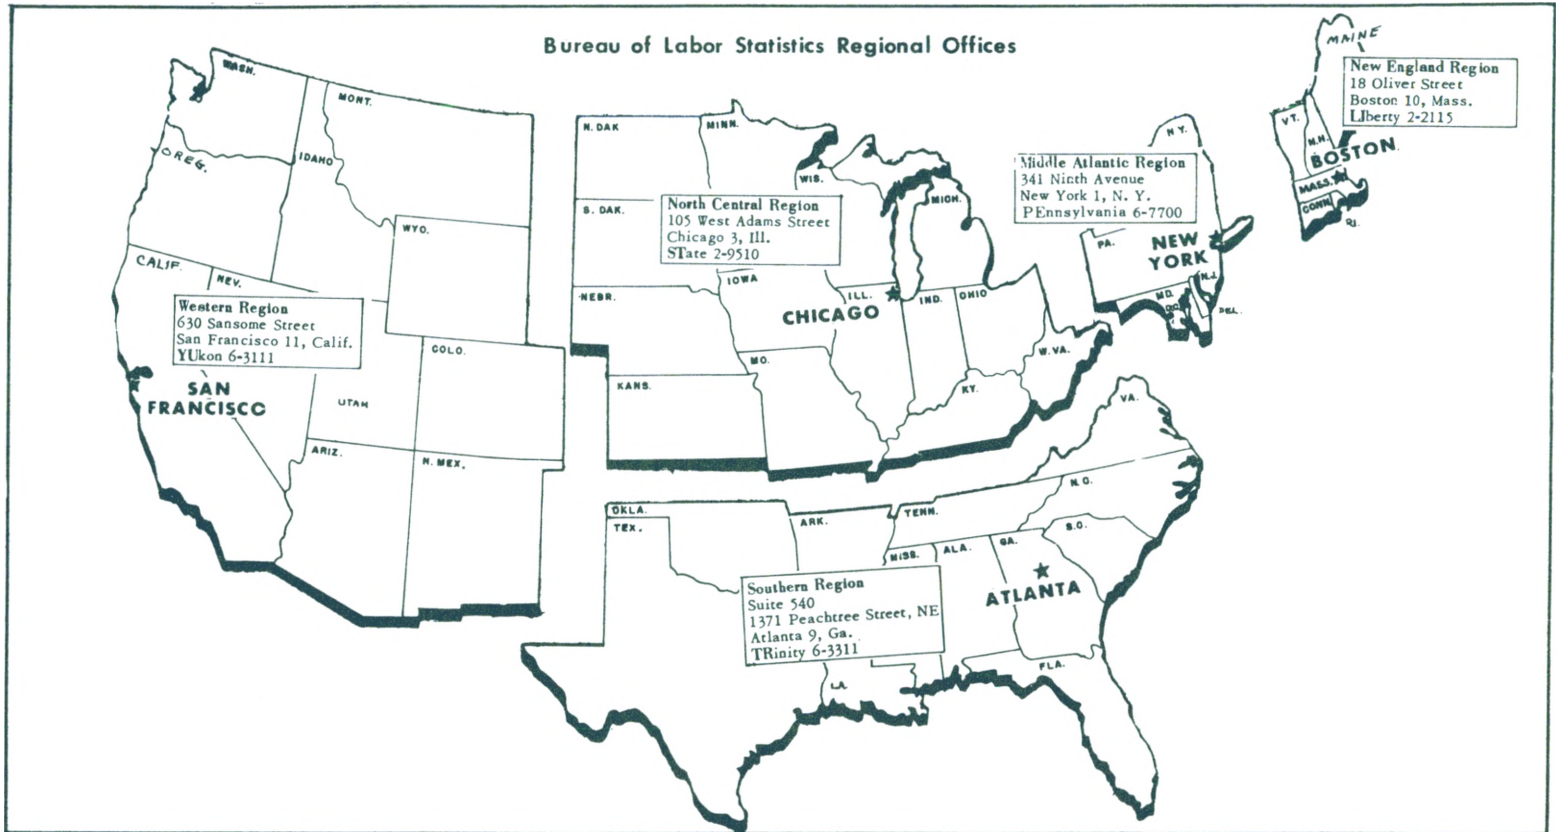 Bureau of Labor Statistics Regional Offices
MAINE
New England Region
18 Oliver Street
Boston 10, Mass.
LIberty 2-2115
VT.
N.H.
BOSTON
MASS.
CONN.
R.I.
N.Y.
Middle Atlantic Region
341 Ninth Avenue
New York 1, N. Y.
PEnnsylvania 6-7700
PA.
NEW
YORK
N.J.
MD.
D.C.
DEL.
WASH.
MONT.
OREG.
IDAHO
WYO.
CALIF.
NEV.
Western Region
630 Sansome Street
San Francisco 11, Calif.
YUkon 6-3111
SAN
FRANCISCO
COLO.
UTAH
ARIZ.
N. MEX.
N. DAK
MINN.
WIS.
MICH.
S. DAK.
North Central Region
105 West Adams Street
Chicago 3, Ill.
STate 2-9510
NEBR.
IOWA
ILL.
IND.
OHIO
CHICAGO
MO.
W. VA.
KANS.
KY.
VA.
OKLA.
TEX.
ARK.
TENN.
N.C.
S.C.
MISS.
ALA.
GA.
Southern Region
Suite 540
1371 Peachtree Street, NE
Atlanta 9, Ga.
TRinity 6-3311
ATLANTA
LA.
FLA.